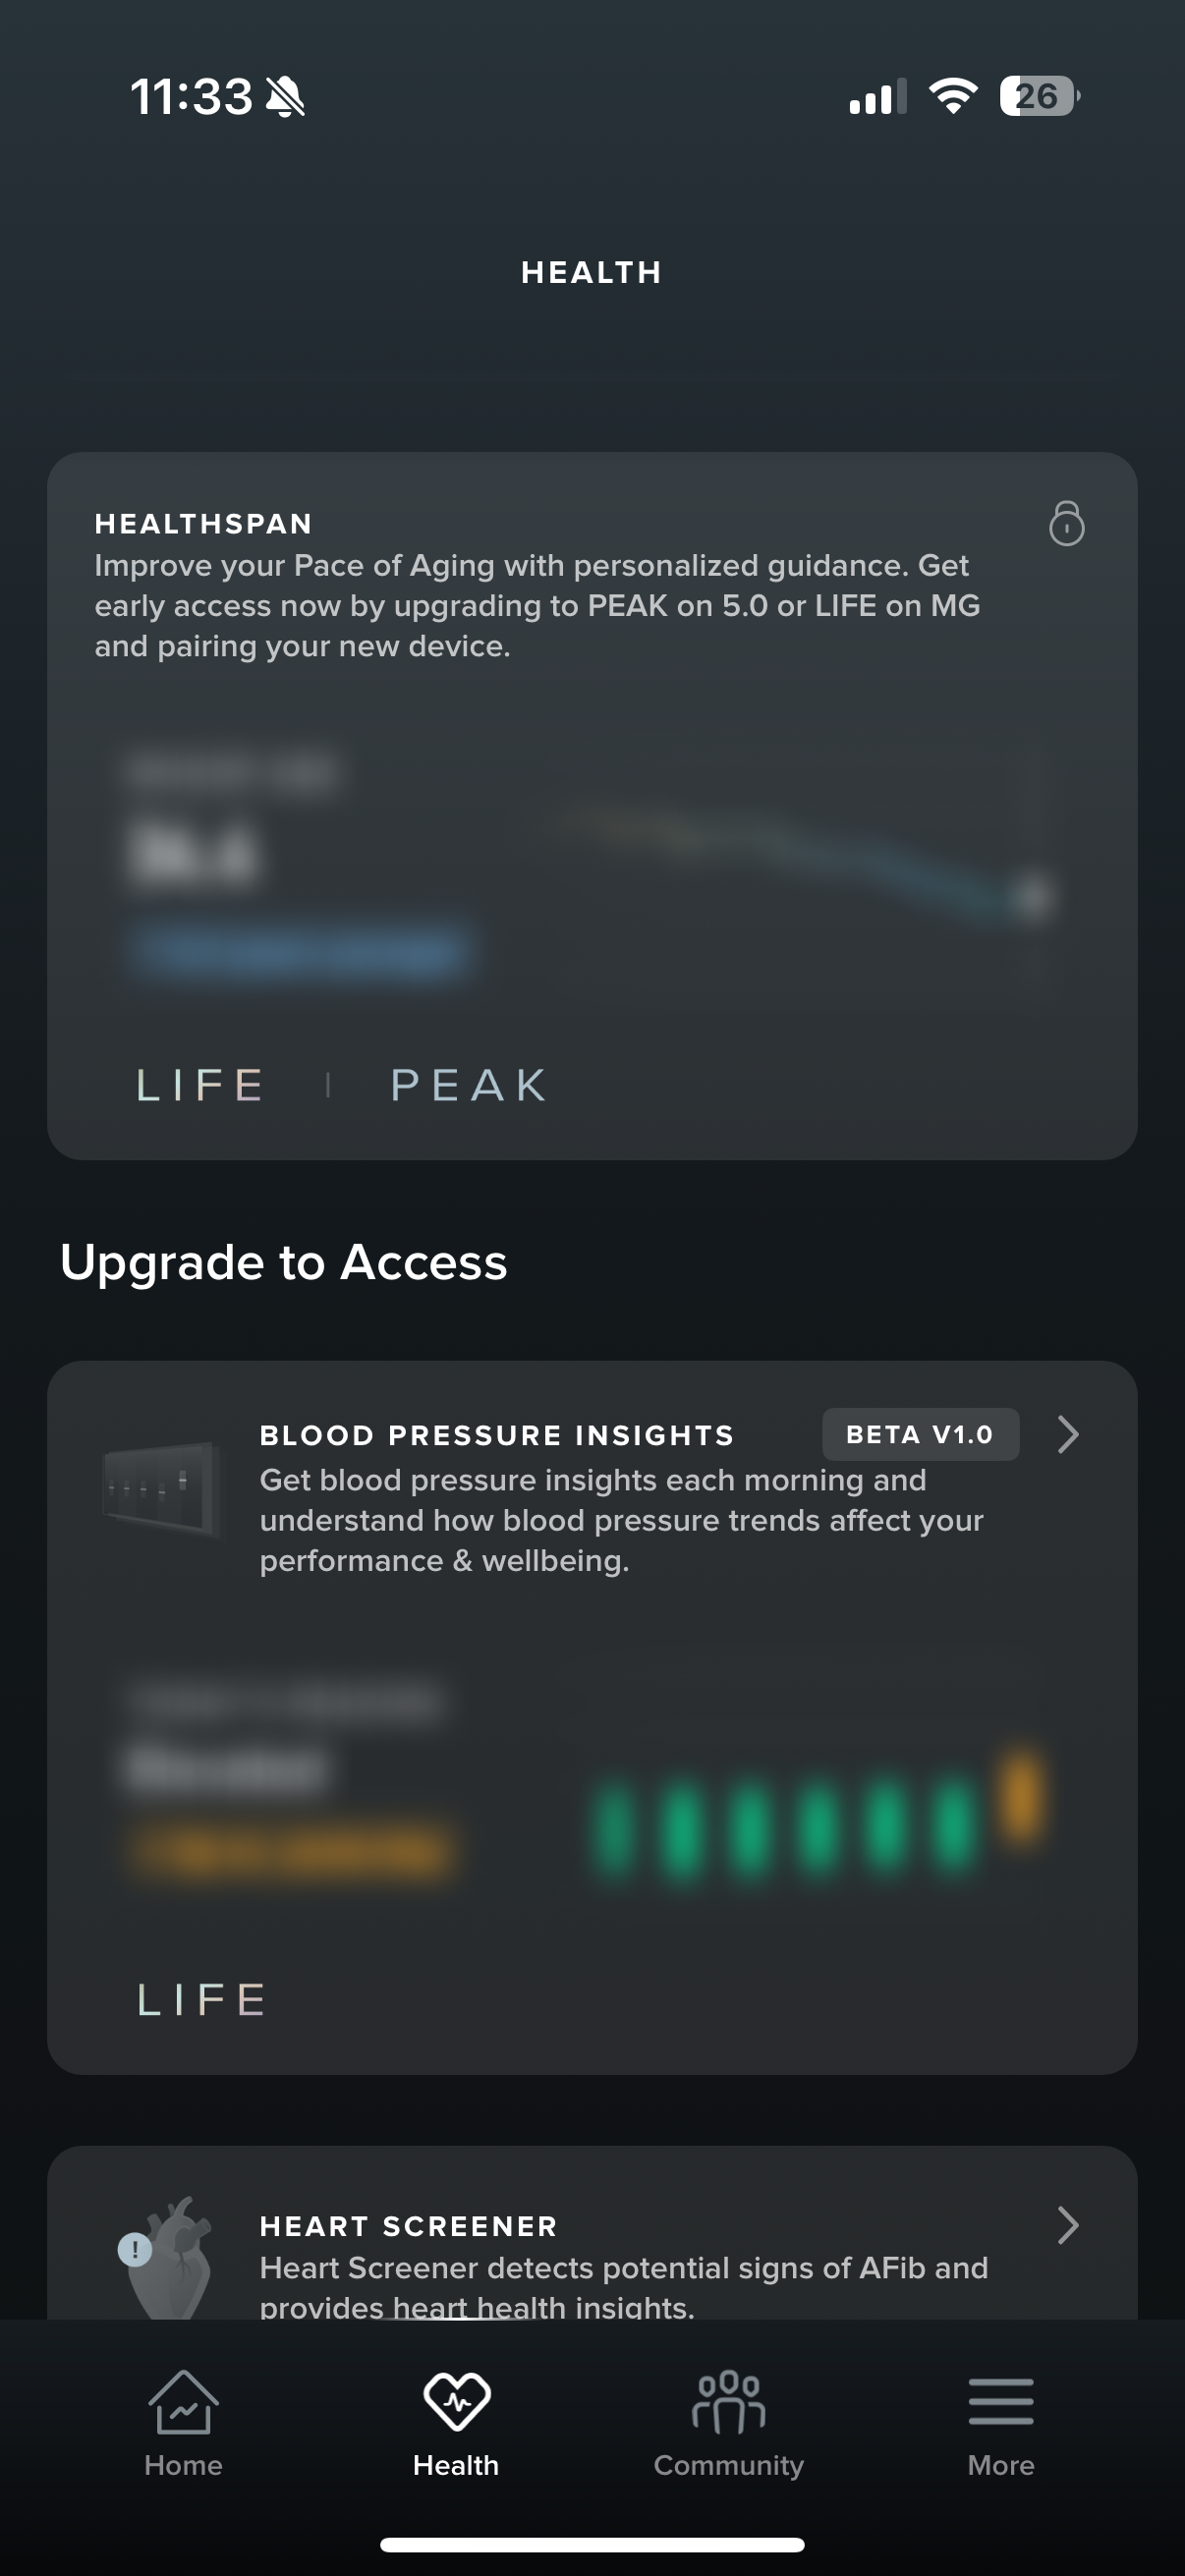 11:33
26
HEALTH
HEALTHSPAN
Improve your Pace of Aging with personalized guidance. Get
early access now by upgrading to PEAK on 5.0 or LIFE on MG
and pairing your new device.
LIFE | PEAK
Upgrade to Access
BLOOD PRESSURE INSIGHTS
BETA V1.0
Get blood pressure insights each morning and
understand how blood pressure trends affect your
performance & wellbeing.
LIFE
HEART SCREENER
Heart Screener detects potential signs of AFib and
provides heart health insights.
Home
Health
Community
More